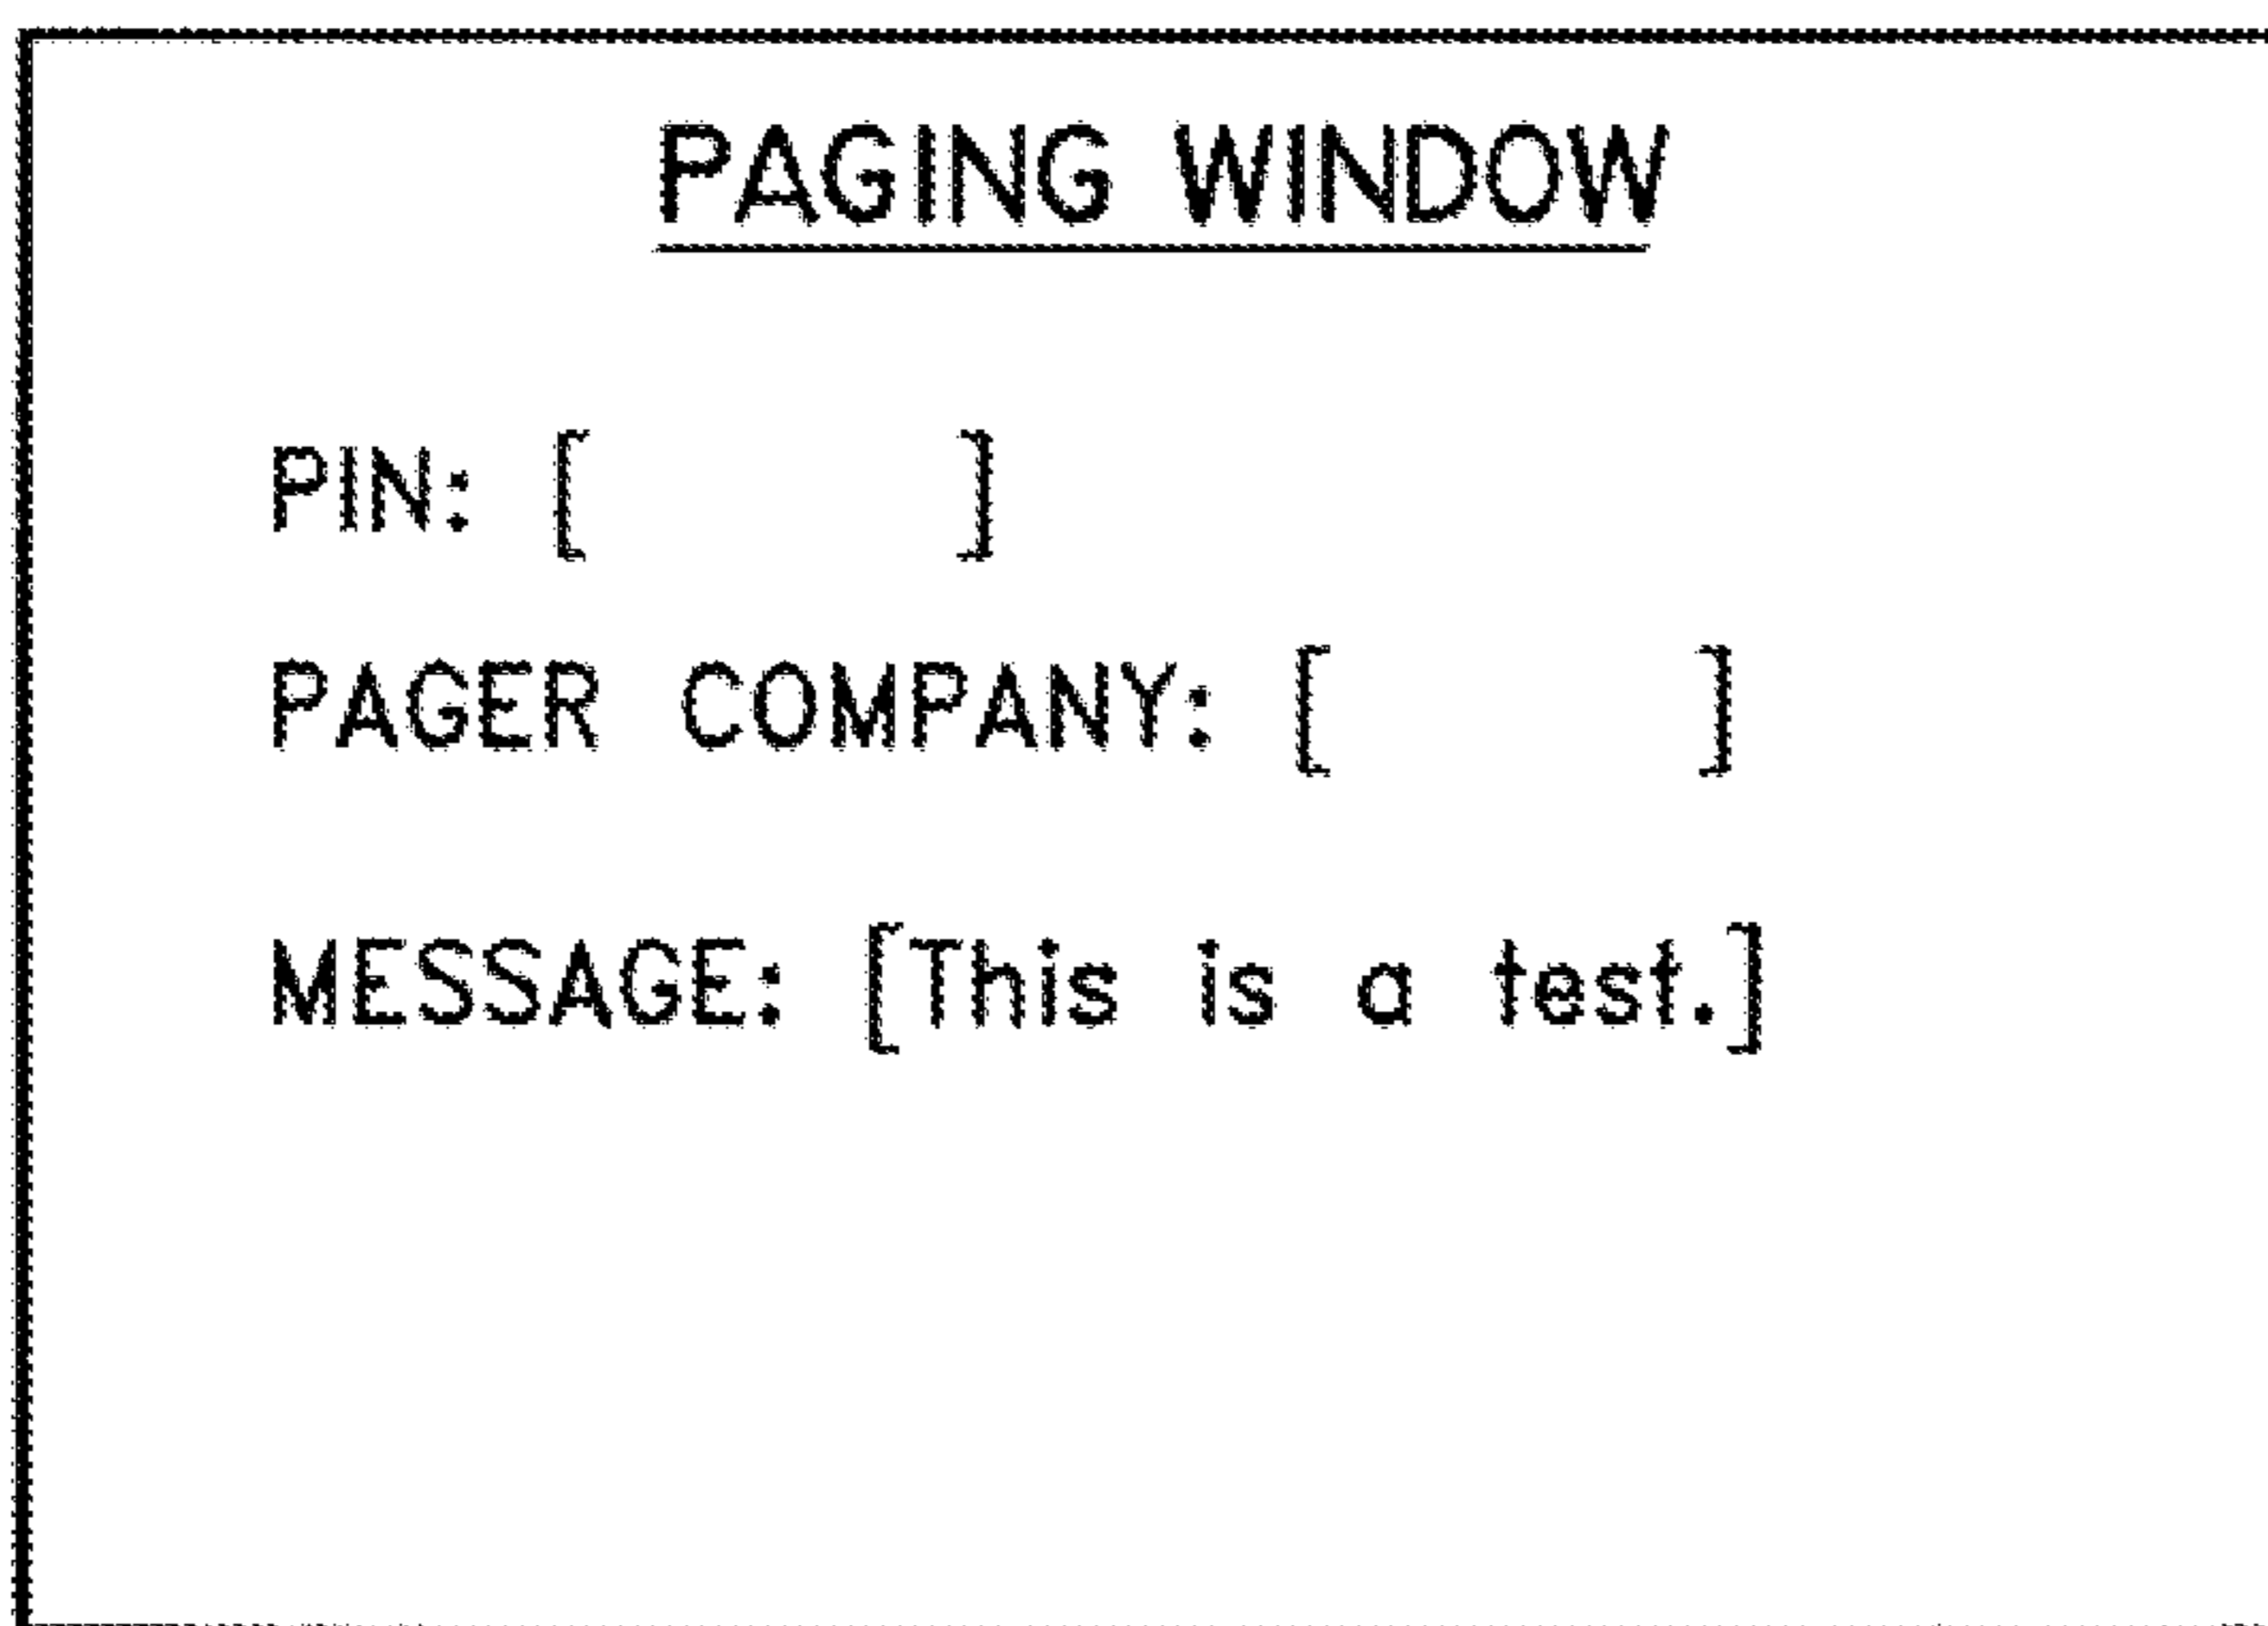 PAGING WINDOW
PIN: [ ]
PAGER COMPANY: [ ]
MESSAGE: [This is a test.]